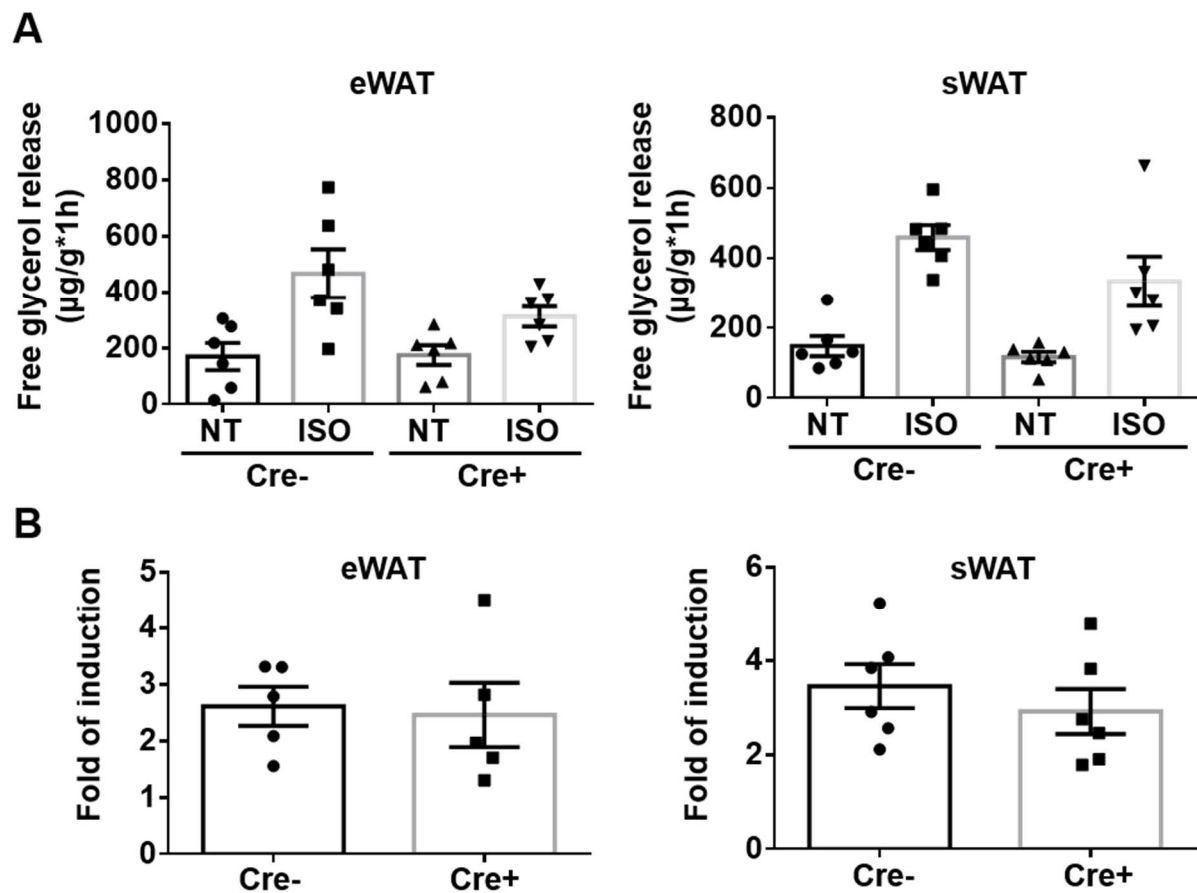 A
eWAT
Free glycerol release
(µg/g*1h)
1000
800
600
400
200
0
NT ISO NT ISO
Cre- Cre+
sWAT
Free glycerol release
(µg/g*1h)
800
600
400
200
0
NT ISO NT ISO
Cre- Cre+
B
eWAT
Fold of induction
5
4
3
2
1
0
Cre- Cre+
sWAT
Fold of induction
6
4
2
0
Cre- Cre+